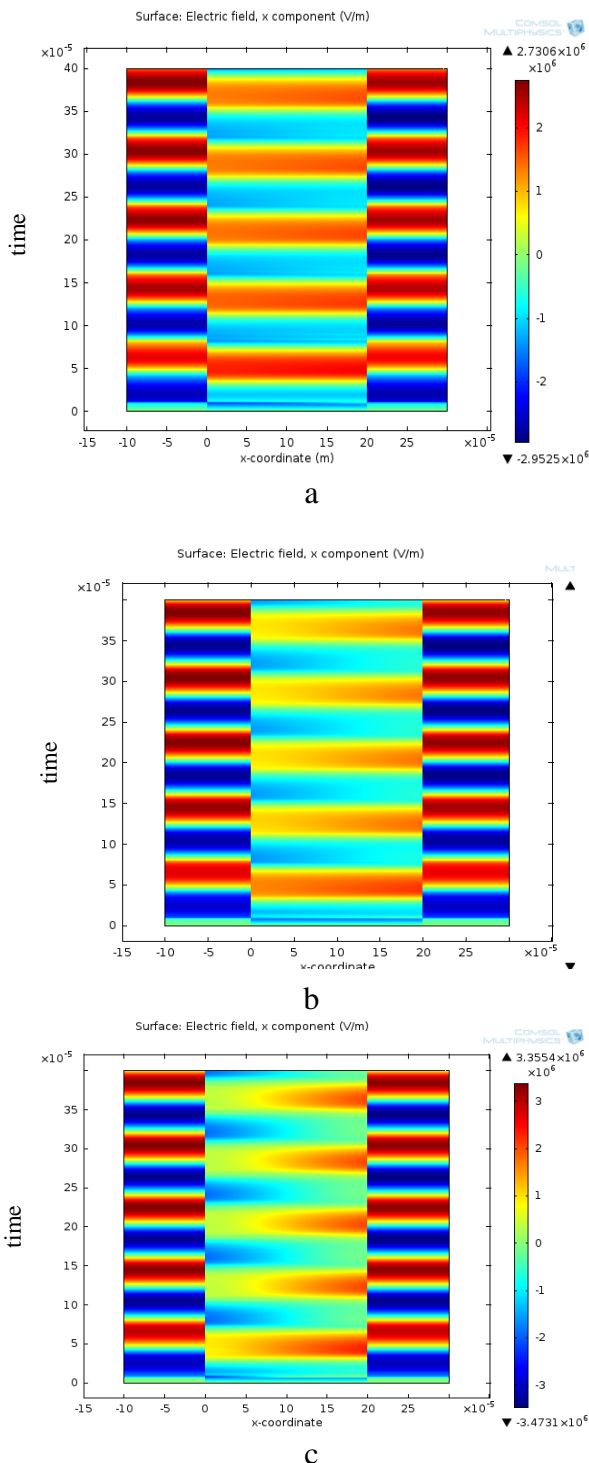 Surface: Electric field, x component (V/m)
COMSOL
MULTIPHYSICS
×10⁻⁵
▲ 2.7306×10⁶
×10⁶
40
35
30
25
20
15
10
5
0
time
2
1
0
-1
-2
-15 -10 -5 0 5 10 15 20 25 ×10⁻⁵
x-coordinate (m)
▼ -2.9525×10⁶
a
Surface: Electric field, x component (V/m)
MULT
×10⁻⁵
▲
35
30
25
20
15
10
5
0
time
-15 -10 -5 0 5 10 15 20 25 ×10⁻⁵
x-coordinate
▼
b
Surface: Electric field, x component (V/m)
COMSOL
MULTIPHYSICS
×10⁻⁵
▲ 3.3554×10⁶
×10⁶
35
30
25
20
15
10
5
0
time
3
2
1
0
-1
-2
-3
-15 -10 -5 0 5 10 15 20 25 ×10⁻⁵
x-coordinate
▼ -3.4731×10⁶
c